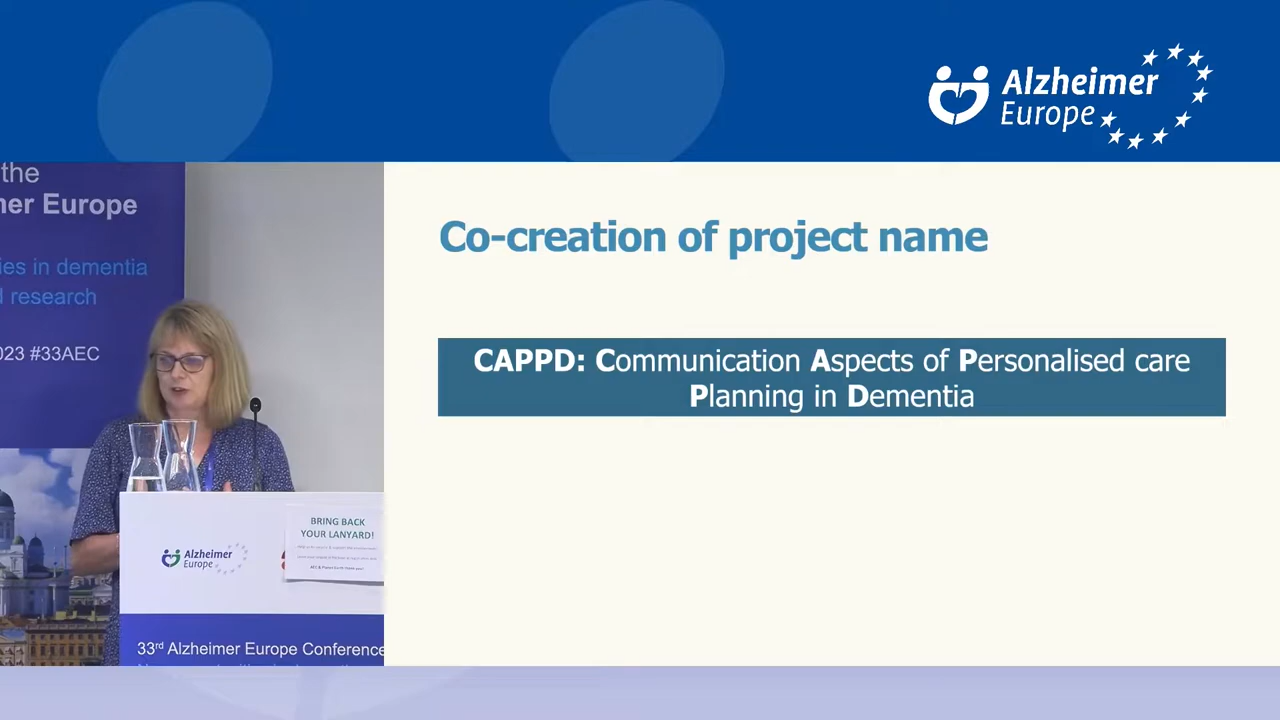 Alzheimer
Europe
the
er Europe
ies in dementia
research
023 #33AEC
Co-creation of project name
CAPPD: Communication Aspects of Personalised care
Planning in Dementia
BRING BACK
YOUR LANYARD!
Alzheimer
Europe
33rd Alzheimer Europe Conference